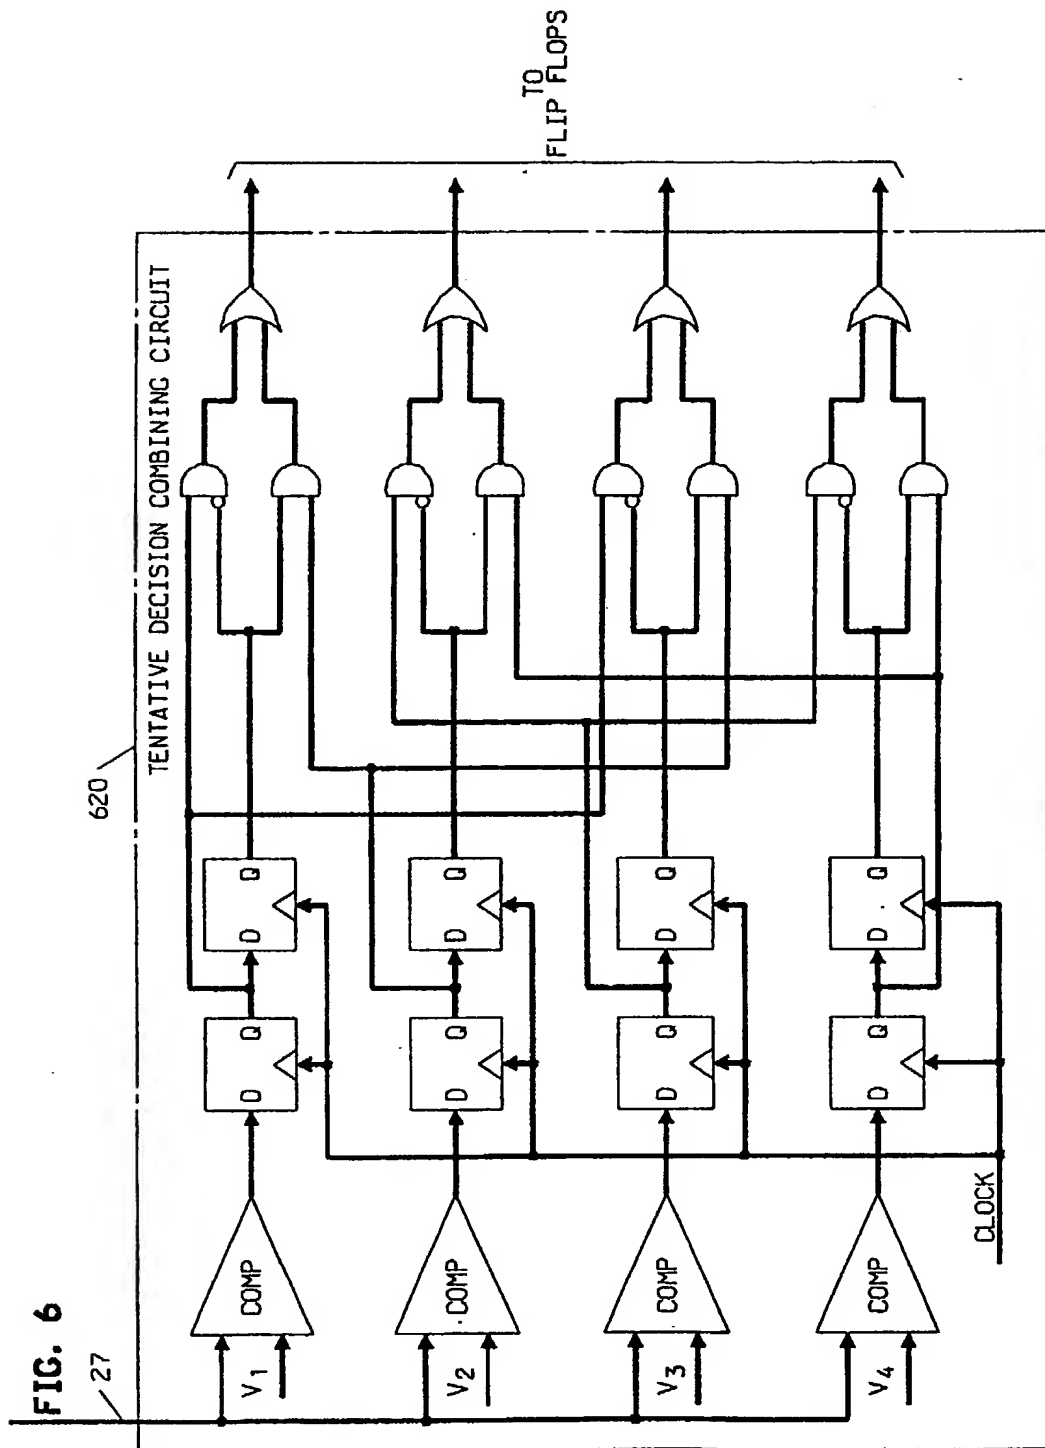 FIG. 6
27
620
TENTATIVE DECISION COMBINING CIRCUIT
V1
COMP
D Q
D Q
V2
COMP
D Q
D Q
V3
COMP
D Q
D Q
V4
COMP
D Q
D Q
CLOCK
TO
FLIP FLOPS